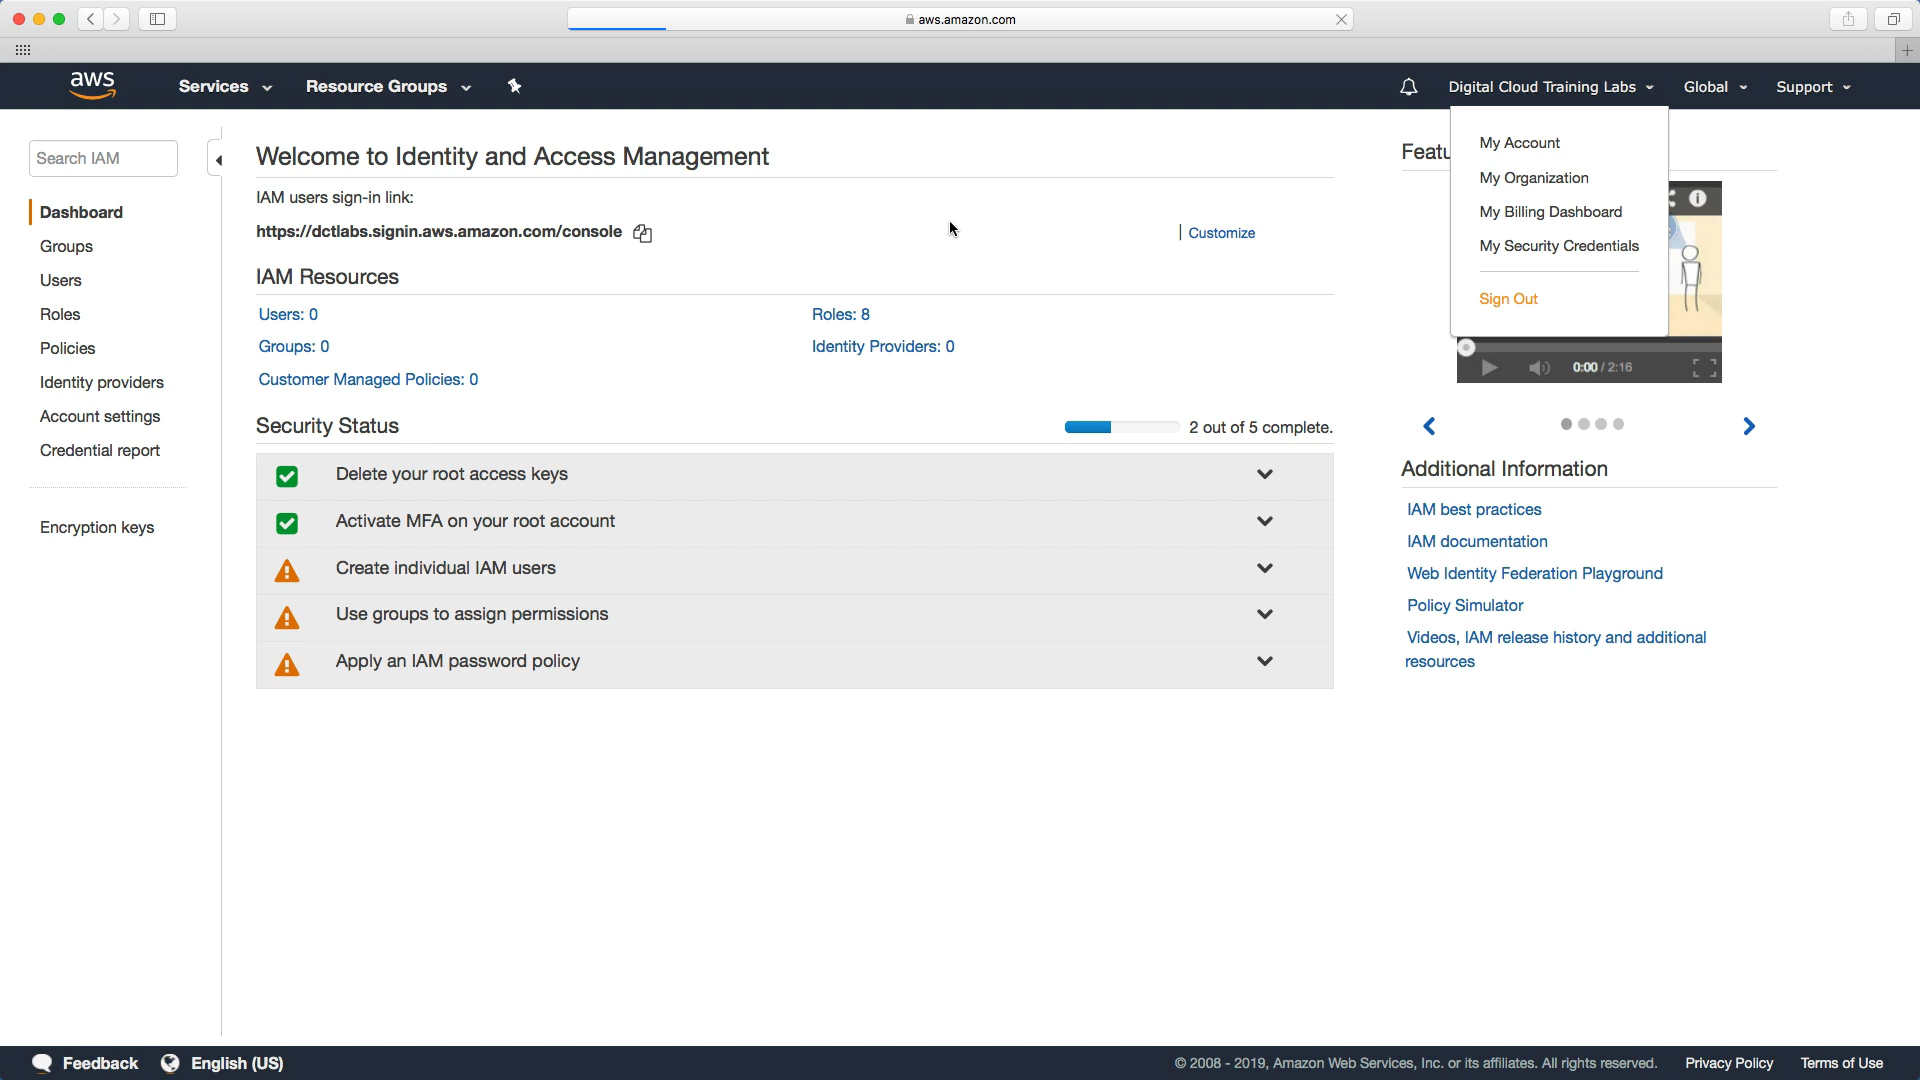 aws.amazon.com
aws
Services
Resource Groups
Digital Cloud Training Labs
Global
Support
My Account
My Organization
My Billing Dashboard
My Security Credentials
Sign Out
Search IAM
Dashboard
Groups
Users
Roles
Policies
Identity providers
Account settings
Credential report
Encryption keys
Welcome to Identity and Access Management
IAM users sign-in link:
https://dctlabs.signin.aws.amazon.com/console
Customize
IAM Resources
Users: 0
Roles: 8
Groups: 0
Identity Providers: 0
Customer Managed Policies: 0
Security Status
2 out of 5 complete.
Delete your root access keys
Activate MFA on your root account
Create individual IAM users
Use groups to assign permissions
Apply an IAM password policy
Featu
0:00 / 2:16
Additional Information
IAM best practices
IAM documentation
Web Identity Federation Playground
Policy Simulator
Videos, IAM release history and additional
resources
Feedback
English (US)
© 2008 - 2019, Amazon Web Services, Inc. or its affiliates. All rights reserved.
Privacy Policy
Terms of Use